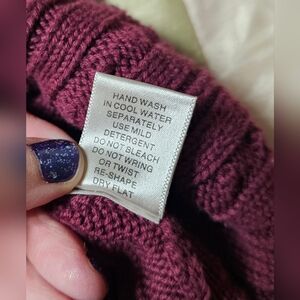 HAND WASH
IN COOL WATER
SEPARATELY
USE MILD
DETERGENT
DO NOT BLEACH
DO NOT WRING
OR TWIST
RE-SHAPE
DRY FLAT